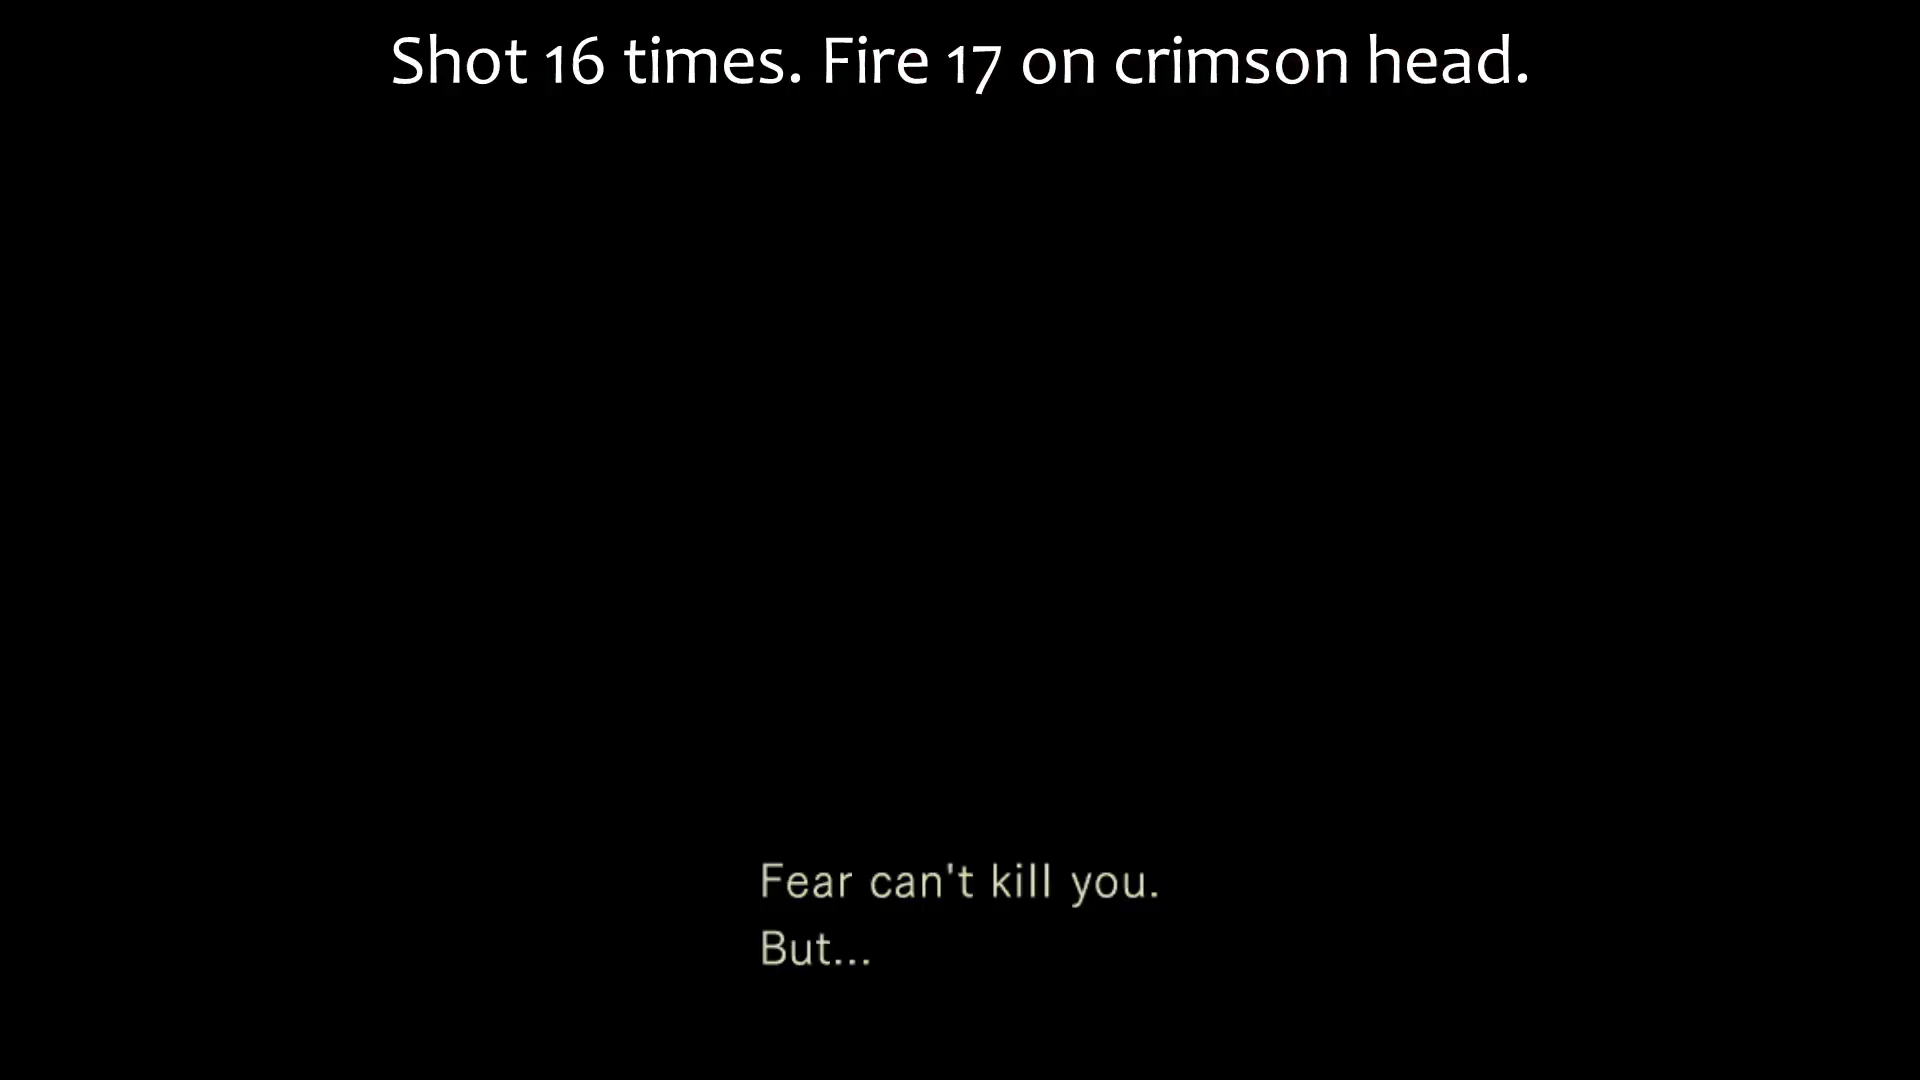 Shot 16 times. Fire 17 on crimson head.
Fear can't kill you.
But...